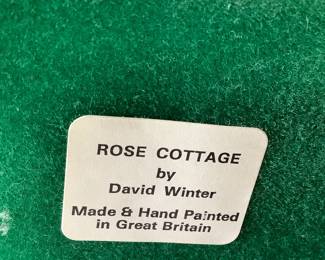 ROSE COTTAGE
by
David Winter
Made & Hand Painted
in Great Britain